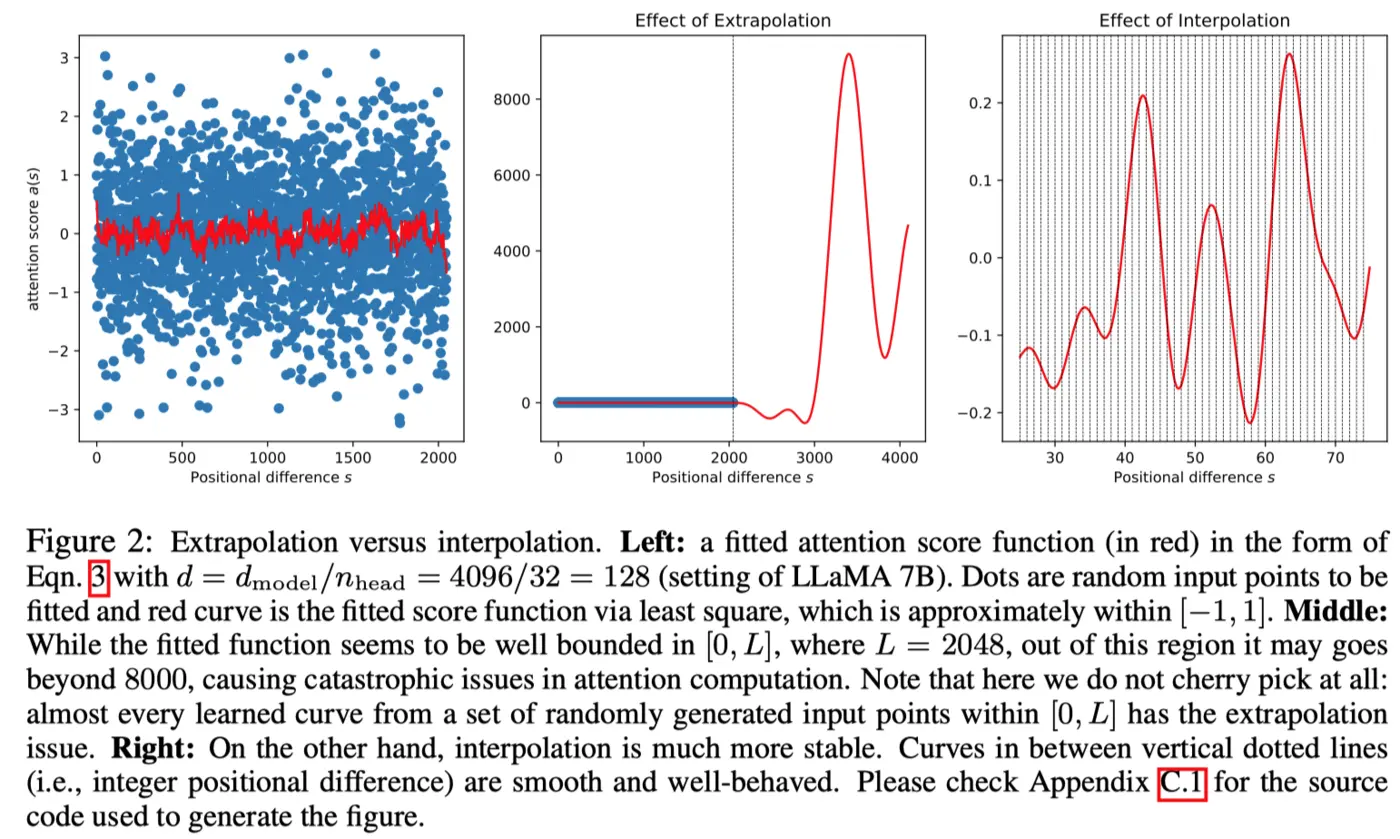 Effect of Extrapolation
Effect of Interpolation
attention score a(s)
3
2
1
0
−1
−2
−3
0 500 1000 1500 2000
Positional difference s
8000
6000
4000
2000
0
0 1000 2000 3000 4000
Positional difference s
0.2
0.1
0.0
−0.1
−0.2
30 40 50 60 70
Positional difference s
Figure 2: Extrapolation versus interpolation. Left: a fitted attention score function (in red) in the form of
Eqn. 3 with d = d_model/n_head = 4096/32 = 128 (setting of LLaMA 7B). Dots are random input points to be
fitted and red curve is the fitted score function via least square, which is approximately within [−1, 1]. Middle:
While the fitted function seems to be well bounded in [0, L], where L = 2048, out of this region it may goes
beyond 8000, causing catastrophic issues in attention computation. Note that here we do not cherry pick at all:
almost every learned curve from a set of randomly generated input points within [0, L] has the extrapolation
issue. Right: On the other hand, interpolation is much more stable. Curves in between vertical dotted lines
(i.e., integer positional difference) are smooth and well-behaved. Please check Appendix C.1 for the source
code used to generate the figure.